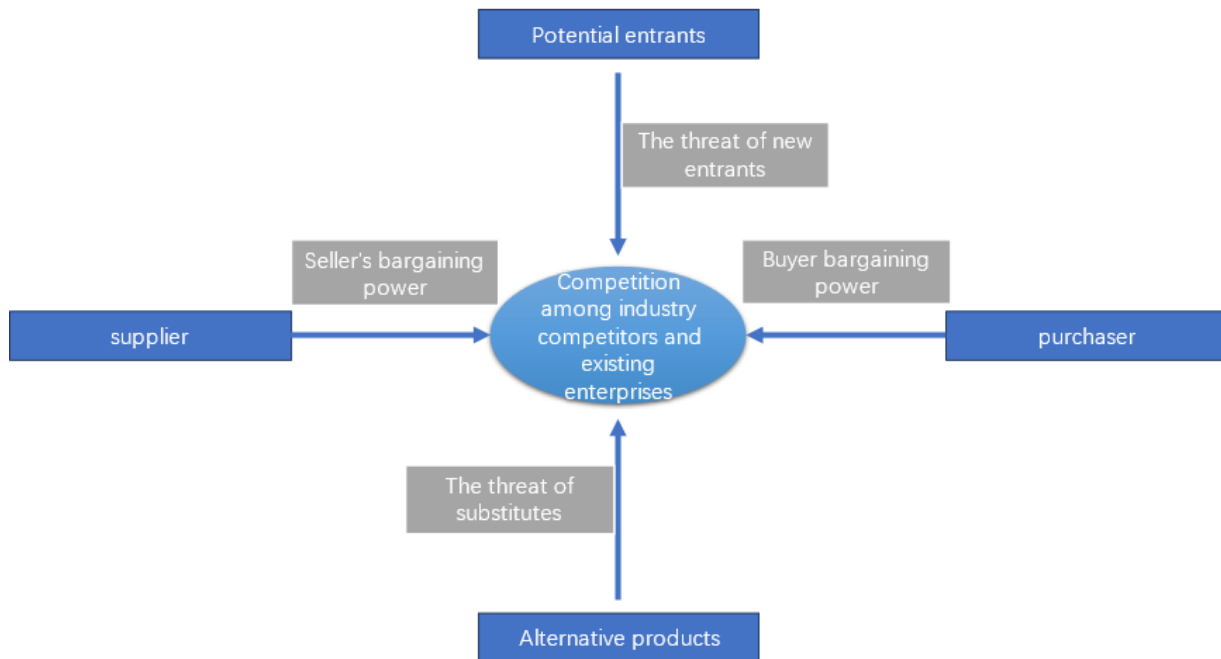 Potential entrants
The threat of new
entrants
Seller's bargaining
power
Buyer bargaining
power
supplier
Competition
among industry
competitors and
existing
enterprises
purchaser
The threat of
substitutes
Alternative products